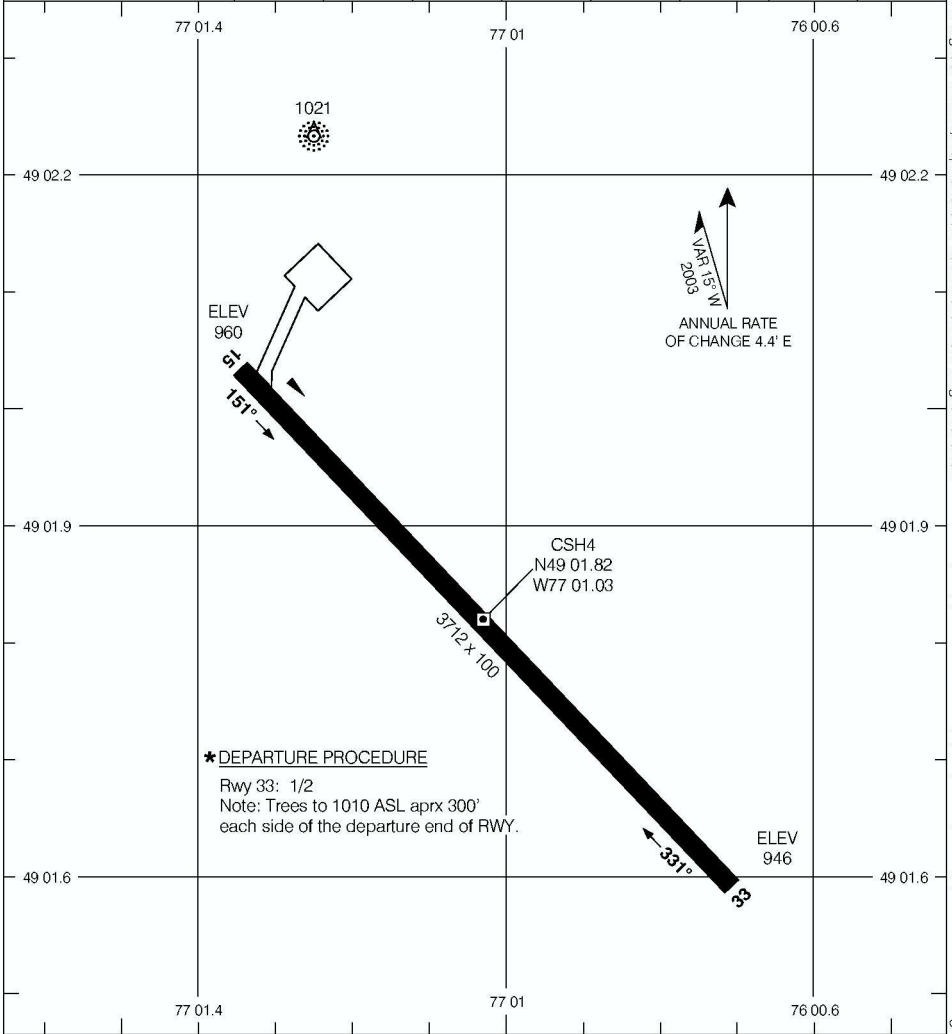 77 01.4
77 01
76 00.6
1021
49 02.2
49 02.2
VAR 15° W
2003
ANNUAL RATE
OF CHANGE 4.4' E
ELEV
960
15
151°
49 01.9
49 01.9
CSH4
N49 01.82
W77 01.03
3712 x 100
*DEPARTURE PROCEDURE
Rwy 33: 1/2
Note: Trees to 1010 ASL aprx 300'
each side of the departure end of RWY.
ELEV
946
331°
33
49 01.6
49 01.6
77 01.4
77 01
76 00.6